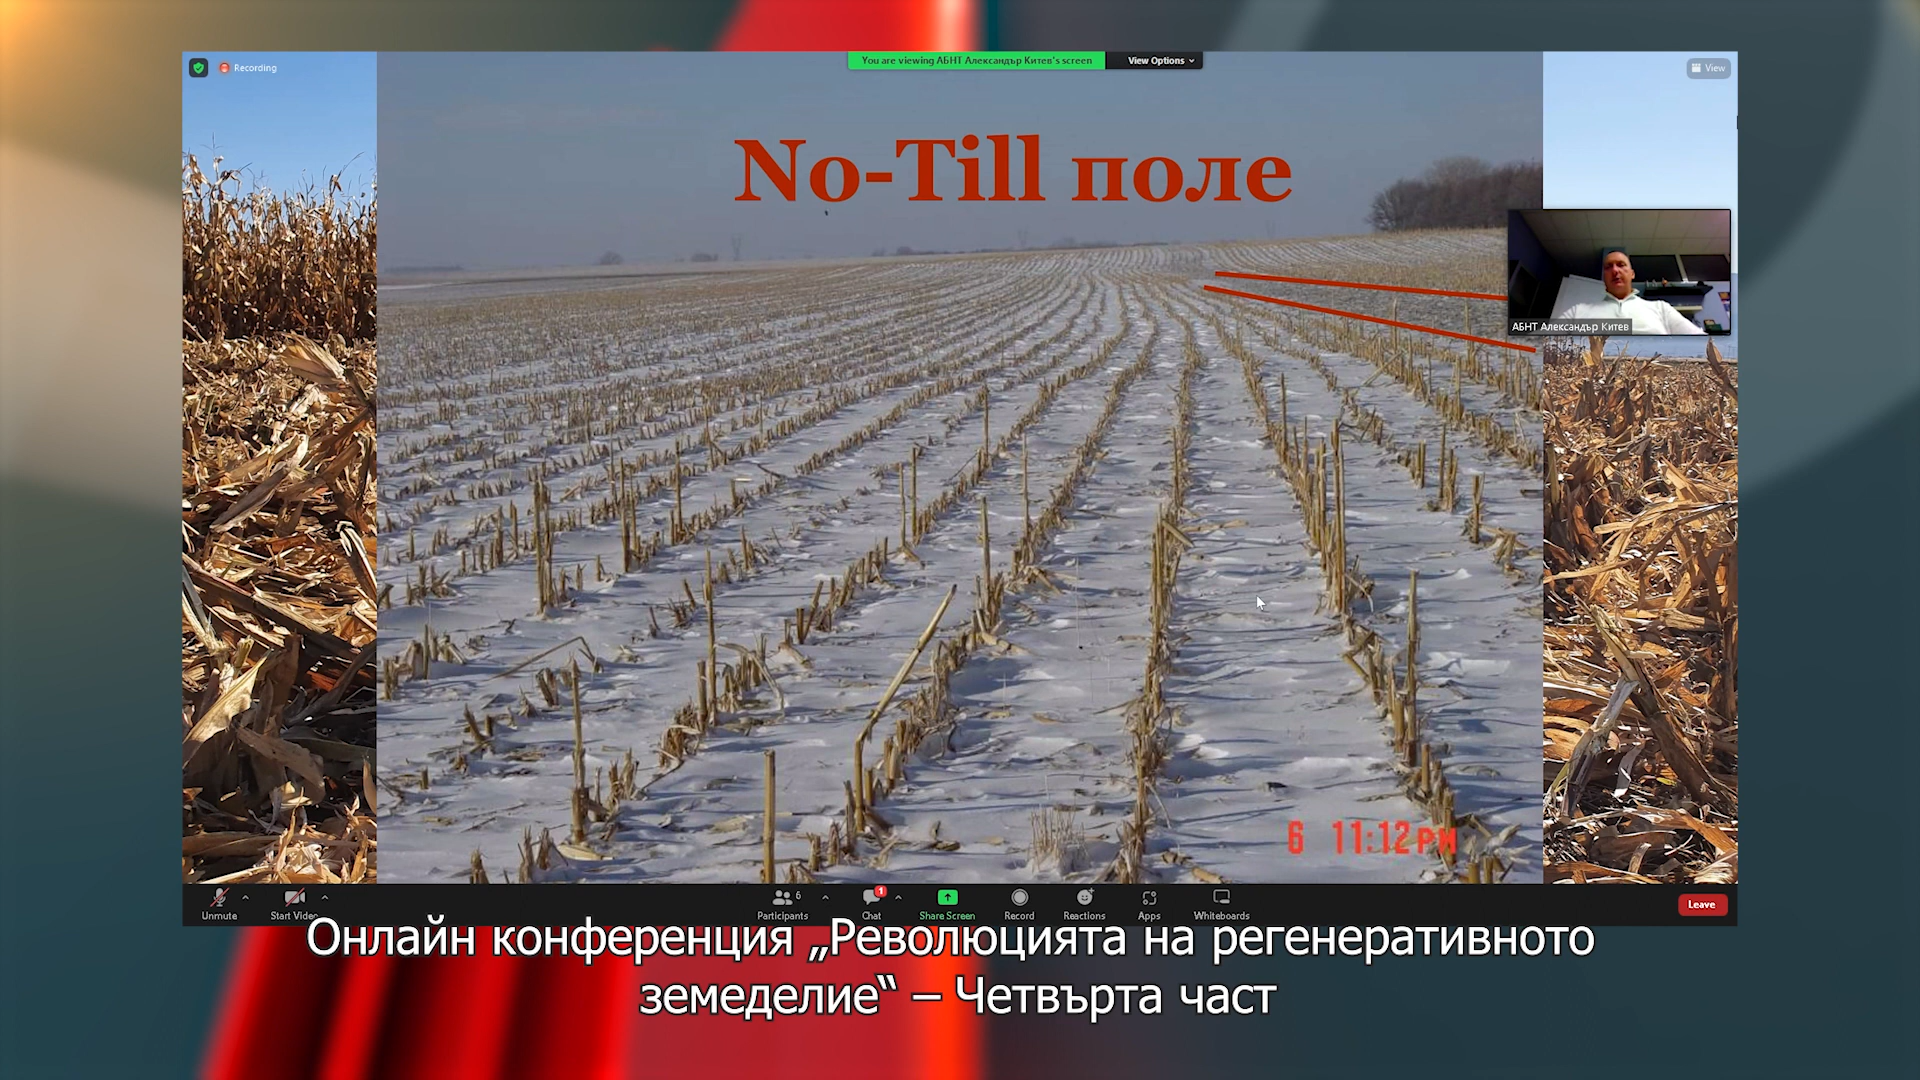 Recording
You are viewing АБНТ Александър Китев's screen
View Options
View
No-Till поле
АБНТ Александър Китев
6 11:12PM
Unmute
Start Video
6
Participants
1
Chat
Share Screen
Record
Reactions
Apps
Whiteboards
Leave
Онлайн конференция „Революцията на регенеративното
земеделие“ – Четвърта част